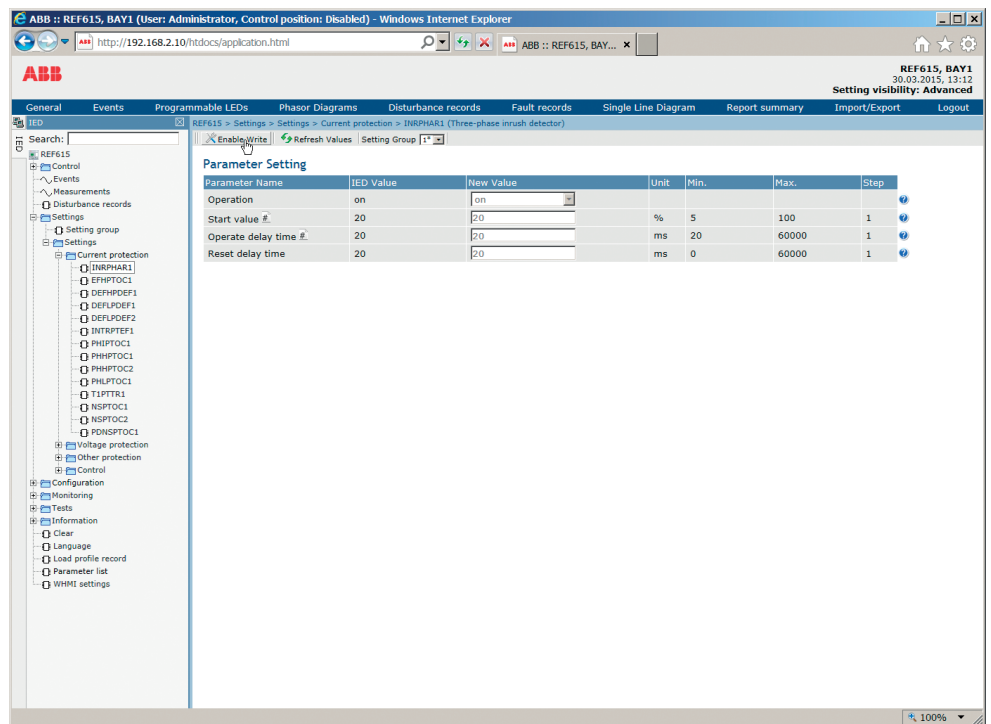 ABB :: REF615, BAY1 (User: Administrator, Control position: Disabled) - Windows Internet Explorer
http://192.168.2.10/htdocs/application.html
ABB :: REF615, BAY...
ABB
REF615, BAY1
30.03.2015, 13:12
Setting visibility: Advanced
General Events Programmable LEDs Phasor Diagrams Disturbance records Fault records Single Line Diagram Report summary Import/Export Logout
IED
IED
REF615 > Settings > Settings > Current protection > INRPHAR1 (Three-phase inrush detector)
Search:
Enable Write Refresh Values Setting Group 1*
REF615
Control
Events
Measurements
Disturbance records
Settings
Setting group
Settings
Current protection
INRPHAR1
EFHPTOC1
DEFHPDEF1
DEFLPDEF1
DEFLPDEF2
INTRPTEF1
PHIPTOC1
PHHPTOC1
PHHPTOC2
PHLPTOC1
T1PTTR1
NSPTOC1
NSPTOC2
PDNSPTOC1
Voltage protection
Other protection
Control
Configuration
Monitoring
Tests
Information
Clear
Language
Load profile record
Parameter list
WHMI settings
Parameter Setting
Parameter Name IED Value New Value Unit Min. Max. Step
Operation on on
Start value # 20 20 % 5 100 1
Operate delay time # 20 20 ms 20 60000 1
Reset delay time 20 20 ms 0 60000 1
100%